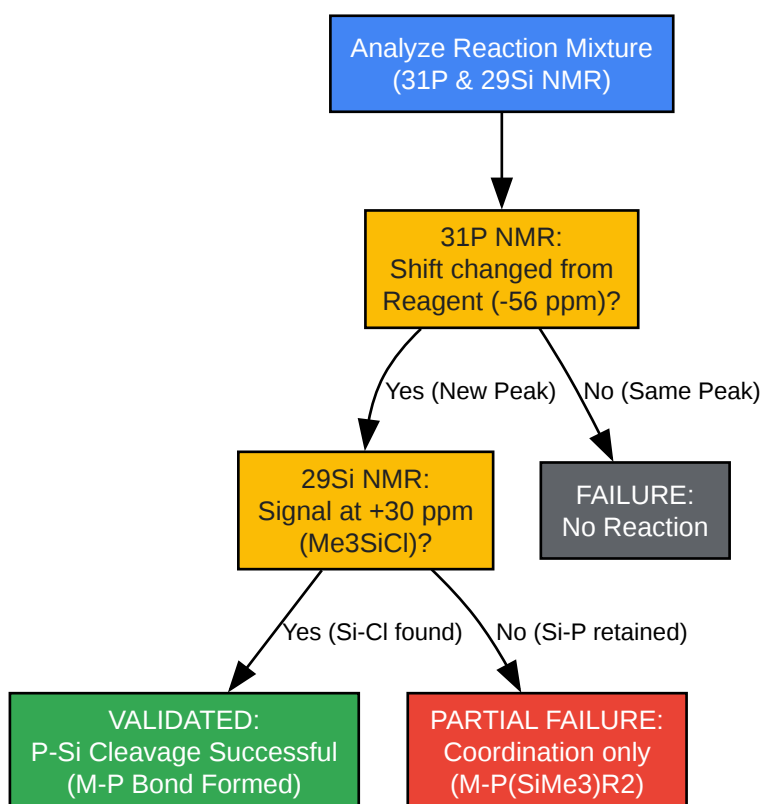 Analyze Reaction Mixture
(31P & 29Si NMR)
31P NMR:
Shift changed from
Reagent (-56 ppm)?
Yes (New Peak)
No (Same Peak)
29Si NMR:
Signal at +30 ppm
(Me3SiCl)?
FAILURE:
No Reaction
Yes (Si-Cl found)
No (Si-P retained)
VALIDATED:
P-Si Cleavage Successful
(M-P Bond Formed)
PARTIAL FAILURE:
Coordination only
(M-P(SiMe3)R2)